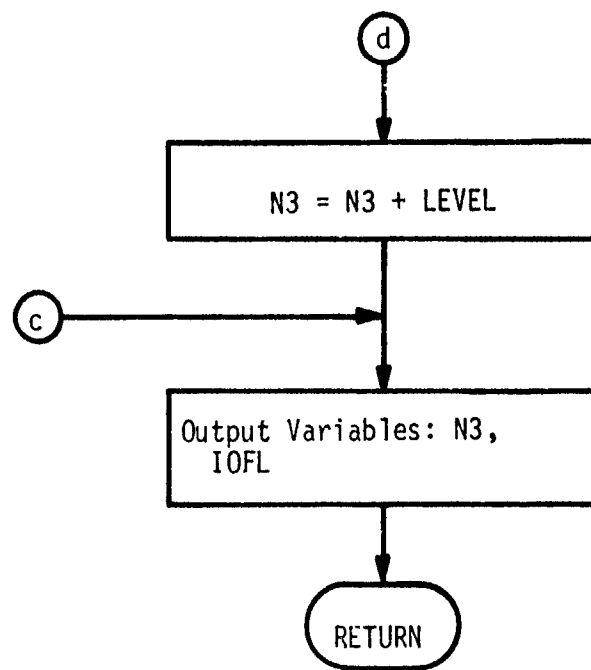 d
N3 = N3 + LEVEL
c
Output Variables: N3,
IOFL
RETURN